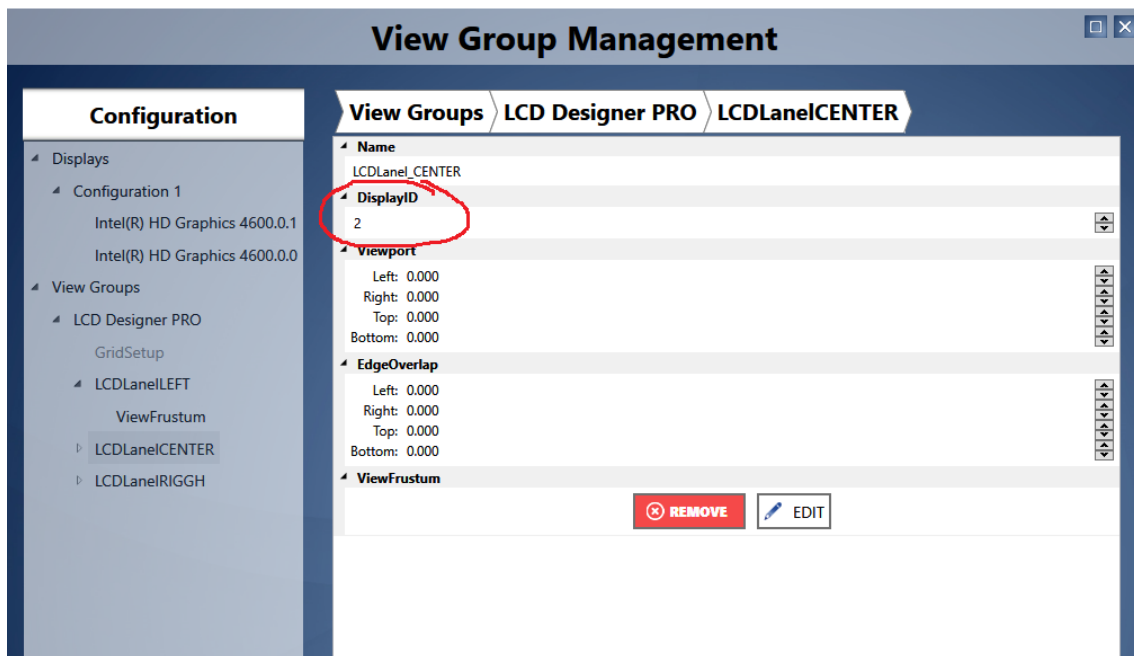 View Group Management
Configuration
Displays
Configuration 1
Intel(R) HD Graphics 4600.0.1
Intel(R) HD Graphics 4600.0.0
View Groups
LCD Designer PRO
GridSetup
LCDLanelLEFT
ViewFrustum
LCDLanelCENTER
LCDLanelRIGGH
View Groups LCD Designer PRO LCDLanelCENTER
Name
LCDLanel_CENTER
DisplayID
2
Viewport
Left: 0.000
Right: 0.000
Top: 0.000
Bottom: 0.000
EdgeOverlap
Left: 0.000
Right: 0.000
Top: 0.000
Bottom: 0.000
ViewFrustum
REMOVE EDIT